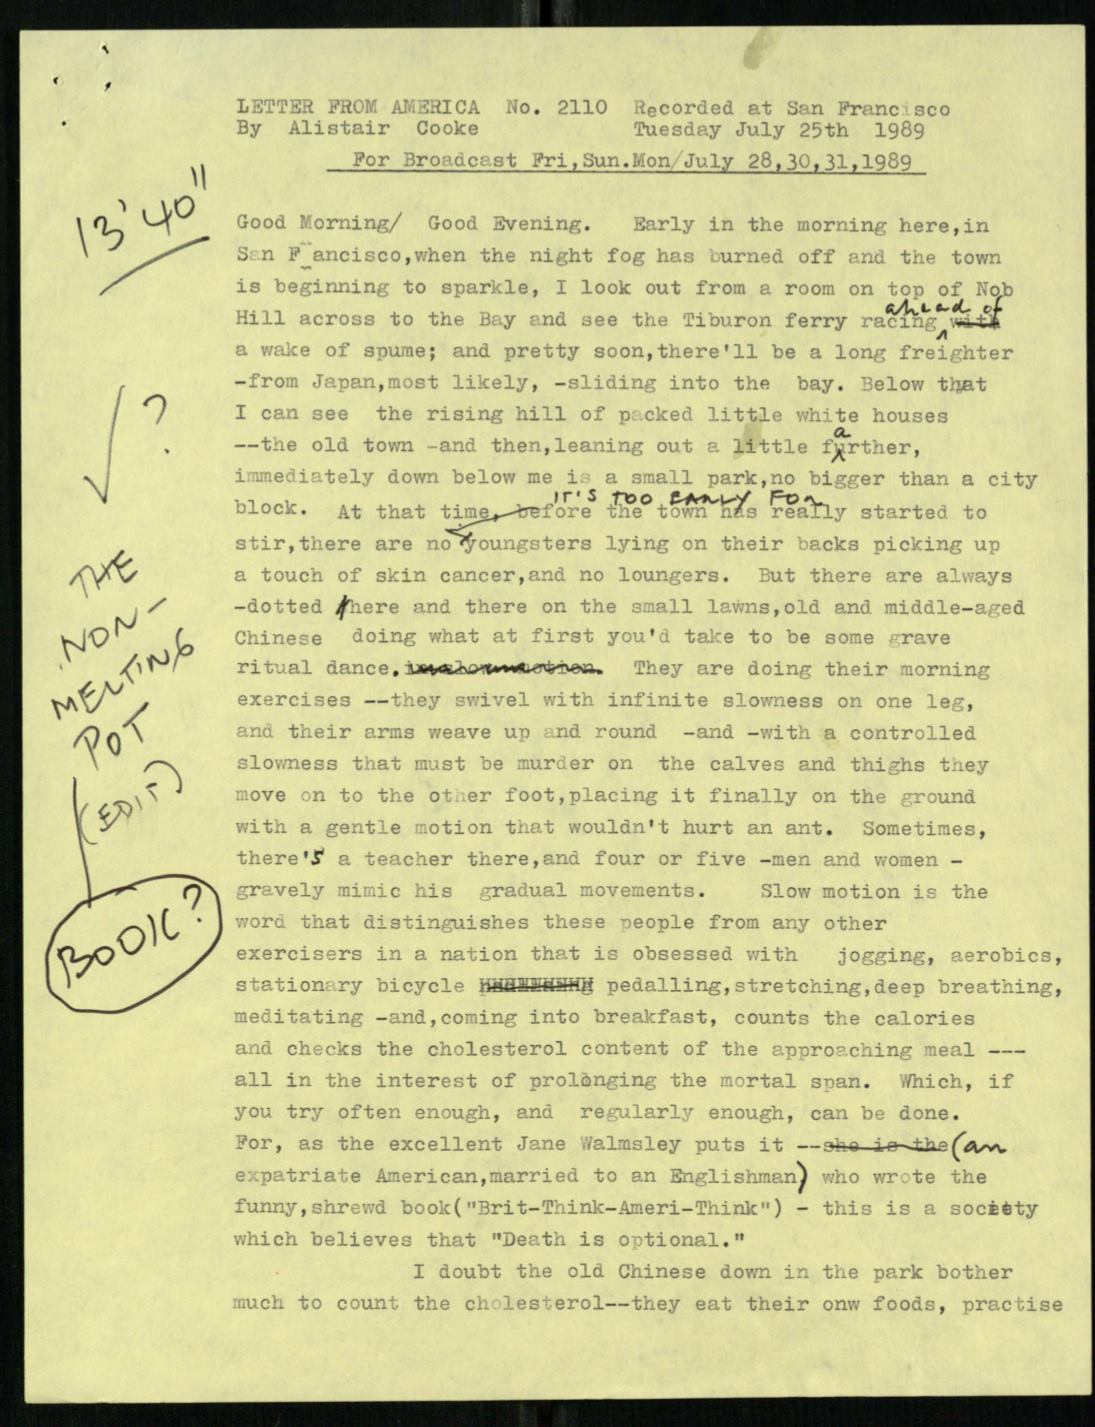 LETTER FROM AMERICA No. 2110 Recorded at San Francisco
By Alistair Cooke Tuesday July 25th 1989
For Broadcast Fri,Sun.Mon/July 28,30,31,1989
13'40"
Good Morning/ Good Evening. Early in the morning here,in
San F ancisco,when the night fog has burned off and the town
is beginning to sparkle, I look out from a room on top of Nob
ahead of
Hill across to the Bay and see the Tiburon ferry racing with
a wake of spume; and pretty soon,there'll be a long freighter
-from Japan,most likely, -sliding into the bay. Below that
✓?
I can see the rising hill of packed little white houses
a
--the old town -and then,leaning out a little further,
immediately down below me is a small park,no bigger than a city
IT'S TOO EARLY FOR
block. At that time, before the town has really started to
stir,there are no youngsters lying on their backs picking up
a touch of skin cancer,and no loungers. But there are always
-dotted here and there on the small lawns,old and middle-aged
Chinese doing what at first you'd take to be some grave
ritual dance. They are doing their morning
THE
NON-
MELTING
POT
(EDIT)
BOOK?
exercises --they swivel with infinite slowness on one leg,
and their arms weave up and round -and -with a controlled
slowness that must be murder on the calves and thighs they
move on to the other foot,placing it finally on the ground
with a gentle motion that wouldn't hurt an ant. Sometimes,
there's a teacher there,and four or five -men and women -
gravely mimic his gradual movements. Slow motion is the
word that distinguishes these people from any other
exercisers in a nation that is obsessed with jogging, aerobics,
stationary bicycle pedalling,stretching,deep breathing,
meditating -and,coming into breakfast, counts the calories
and checks the cholesterol content of the approaching meal ---
all in the interest of prolonging the mortal span. Which, if
you try often enough, and regularly enough, can be done.
For, as the excellent Jane Walmsley puts it --she is the (an
expatriate American,married to an Englishman) who wrote the
funny,shrewd book("Brit-Think-Ameri-Think") - this is a society
which believes that "Death is optional."
I doubt the old Chinese down in the park bother
much to count the cholesterol--they eat their onw foods, practise